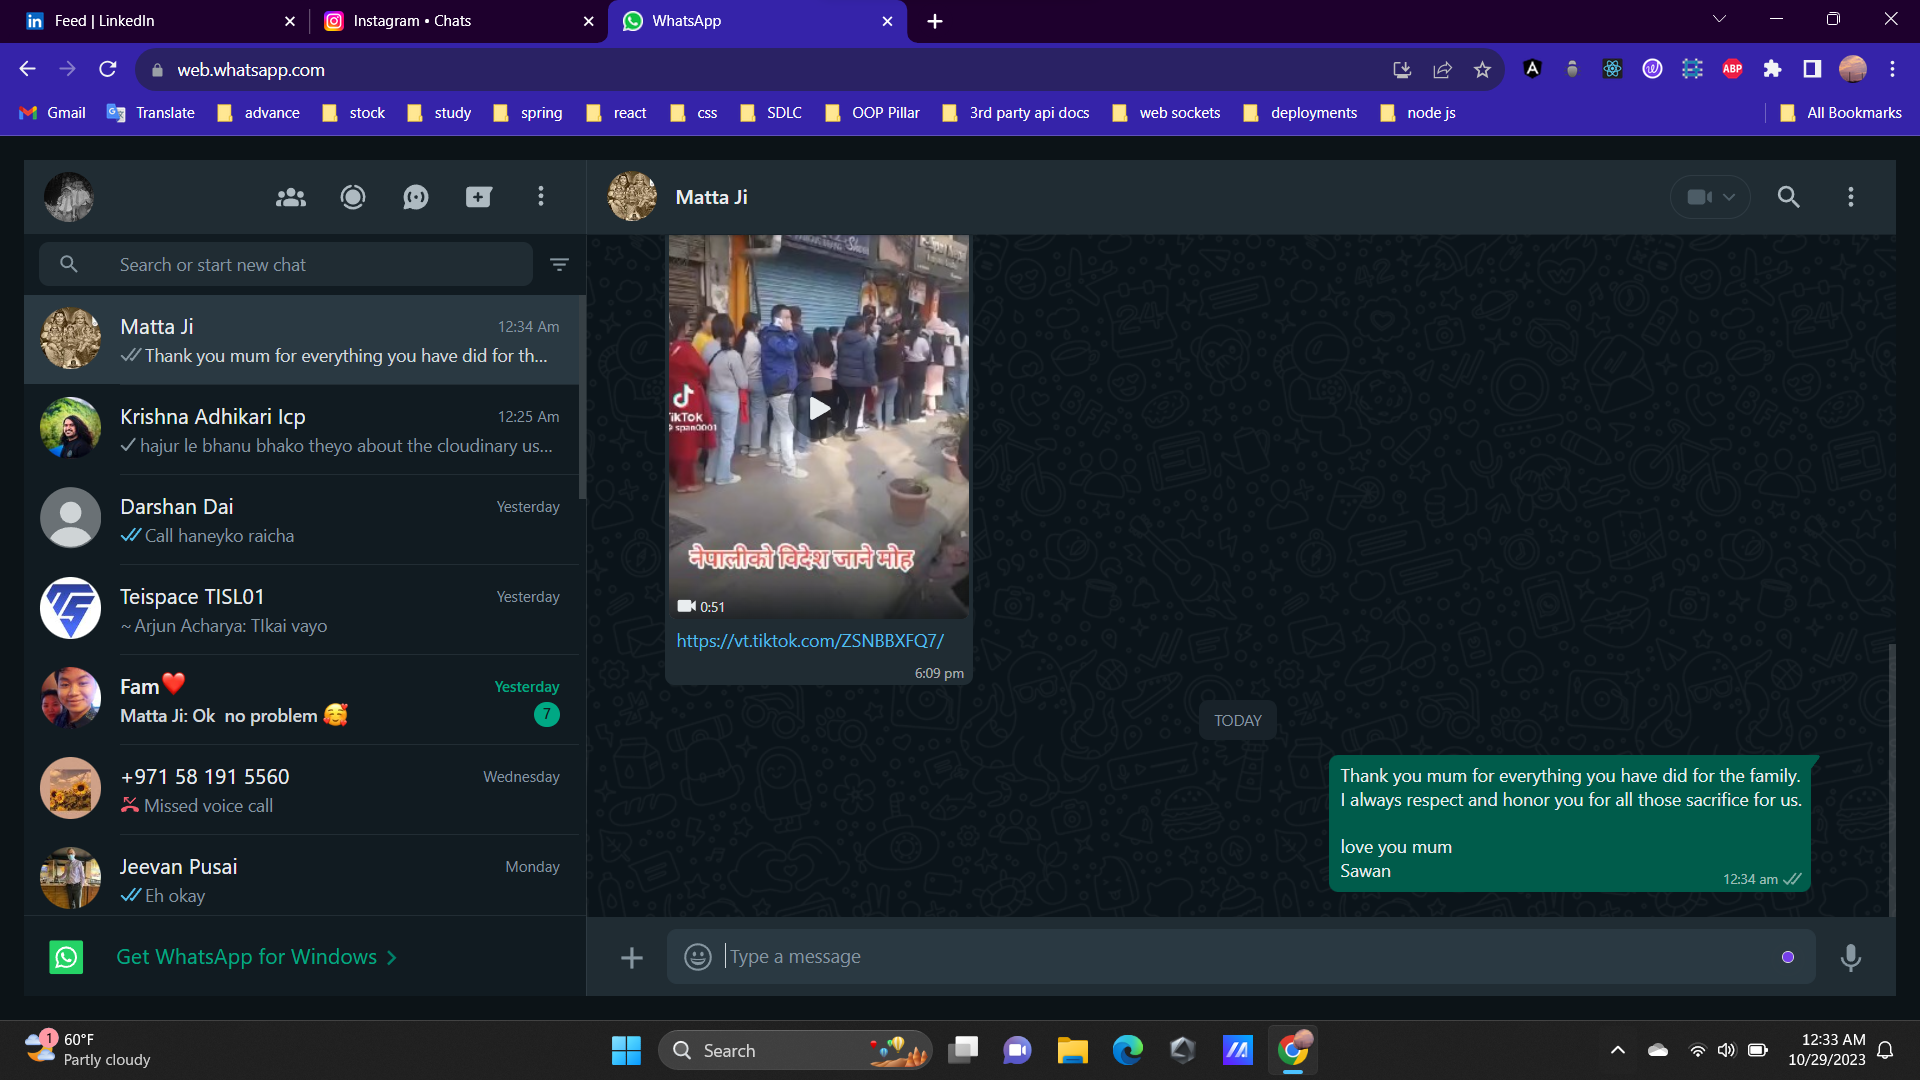 Feed | LinkedIn
Instagram • Chats
WhatsApp
web.whatsapp.com
ABP
Gmail
Translate
advance
stock
study
spring
react
css
SDLC
OOP Pillar
3rd party api docs
web sockets
deployments
node js
All Bookmarks
Search or start new chat
Matta Ji
12:34 Am
Thank you mum for everything you have did for th...
Krishna Adhikari Icp
12:25 Am
hajur le bhanu bhako theyo about the cloudinary us...
Darshan Dai
Yesterday
Call haneyko raicha
Teispace TISL01
Yesterday
~ Arjun Acharya: TIkai vayo
Fam❤️
Yesterday
Matta Ji: Ok no problem 🥰
7
+971 58 191 5560
Wednesday
Missed voice call
Jeevan Pusai
Monday
Eh okay
Get WhatsApp for Windows
Matta Ji
TikTok
@span0001
नेपालीको विदेश जाने मोह
0:51
https://vt.tiktok.com/ZSNBBXFQ7/
6:09 pm
TODAY
Thank you mum for everything you have did for the family.
I always respect and honor you for all those sacrifice for us.
love you mum
Sawan
12:34 am
Type a message
1
60°F
Partly cloudy
Search
12:33 AM
10/29/2023